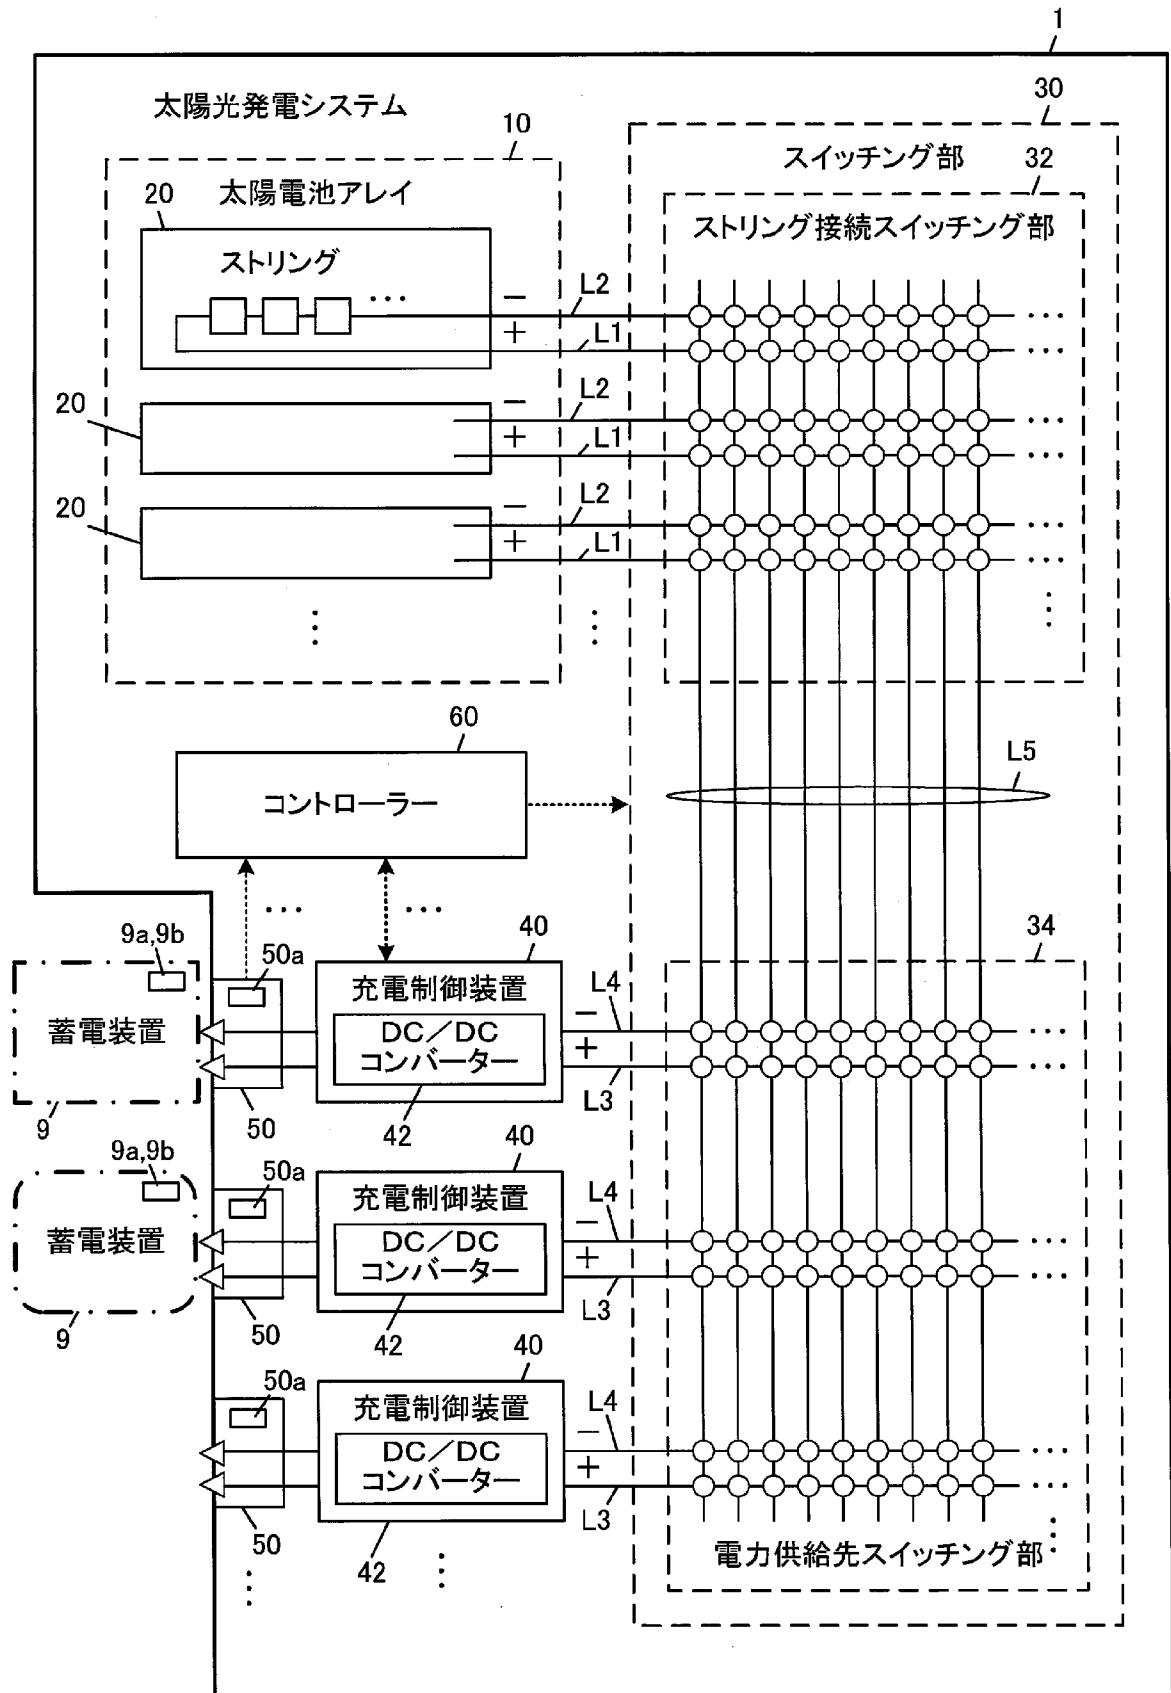 1
太陽光発電システム
30
10
スイッチング部
32
太陽電池アレイ
20
ストリング接続スイッチング部
ストリング
…
− L2
+ L1
…
…
20
− L2
+ L1
…
…
20
− L2
+ L1
…
…
⋮
⋮
⋮
60
コントローラー
L5
…
…
9a,9b
50a
40
34
蓄電装置
充電制御装置
DC/DC
コンバーター
− L4
+
L3
…
…
9
50
42
9a,9b
50a
40
蓄電装置
充電制御装置
DC/DC
コンバーター
− L4
+
L3
…
…
9
50
42
50a
40
充電制御装置
DC/DC
コンバーター
− L4
+
L3
…
…
50
42
⋮
⋮
⋮
電力供給先スイッチング部